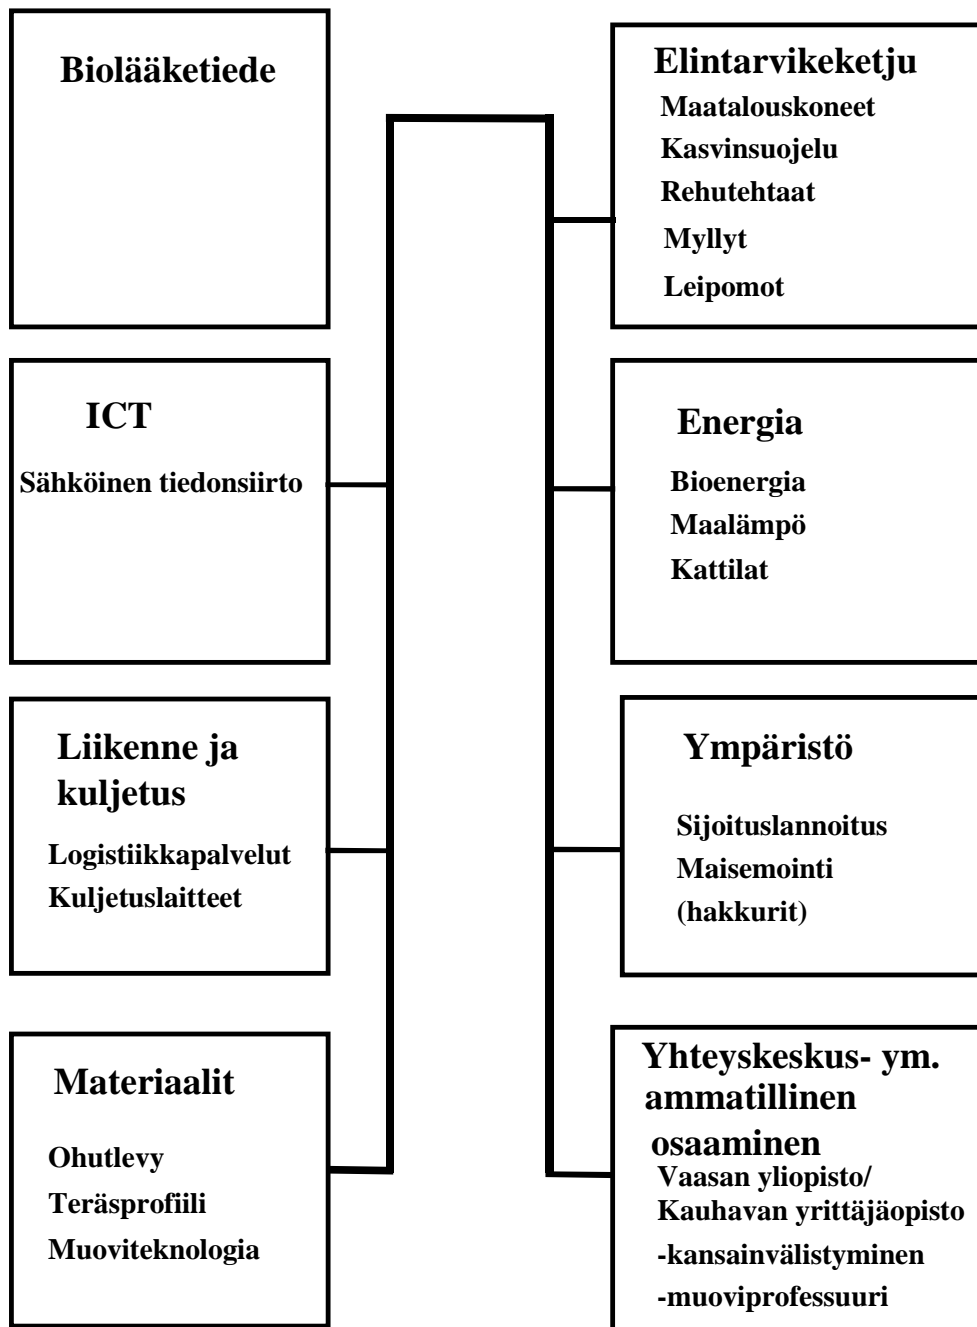 Biolääketiede
Elintarvikeketju
Maatalouskoneet
Kasvinsuojelu
Rehutehtaat
Myllyt
Leipomot
ICT
Sähköinen tiedonsiirto
Energia
Bioenergia
Maalämpö
Kattilat
Liikenne ja
kuljetus
Logistiikkapalvelut
Kuljetuslaitteet
Ympäristö
Sijoituslannoitus
Maisemointi
(hakkurit)
Materiaalit
Ohutlevy
Teräsprofiili
Muoviteknologia
Yhteyskeskus- ym.
ammatillinen
osaaminen
Vaasan yliopisto/
Kauhavan yrittäjäopisto
-kansainvälistyminen
-muoviprofessuuri